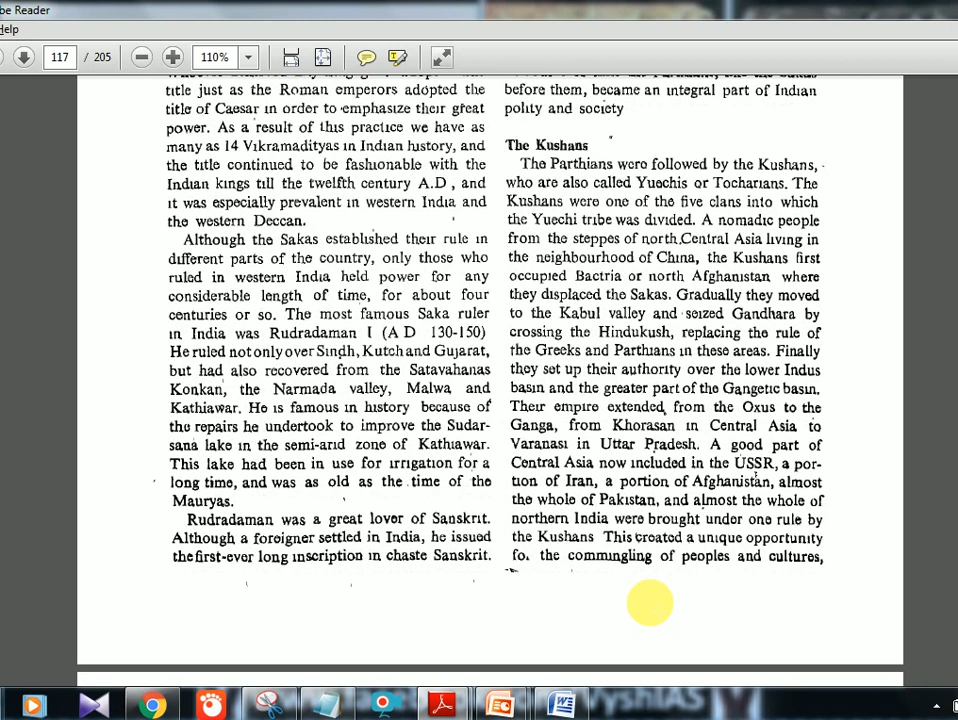 be Reader
Help
117 / 205
110%
title just as the Roman emperors adopted the
title of Caesar in order to emphasize their great
power. As a result of this practice we have as
many as 14 Vikramadityas in Indian history, and
the title continued to be fashionable with the
Indian kings till the twelfth century A.D , and
it was especially prevalent in western India and
the western Deccan.
Although the Sakas established their rule in
different parts of the country, only those who
ruled in western India held power for any
considerable length of time, for about four
centuries or so. The most famous Saka ruler
in India was Rudradaman I (A D 130-150)
He ruled not only over Sindh, Kutch and Gujarat,
but had also recovered from the Satavahanas
Konkan, the Narmada valley, Malwa and
Kathiawar. He is famous in history because of
the repairs he undertook to improve the Sudar-
sana lake in the semi-arid zone of Kathiawar.
This lake had been in use for irrigation for a
long time, and was as old as the time of the
Mauryas.
Rudradaman was a great lover of Sanskrit.
Although a foreigner settled in India, he issued
the first-ever long inscription in chaste Sanskrit.
before them, became an integral part of Indian
polity and society
The Kushans
The Parthians were followed by the Kushans,
who are also called Yuechis or Tocharians. The
Kushans were one of the five clans into which
the Yuechi tribe was divided. A nomadic people
from the steppes of north Central Asia living in
the neighbourhood of China, the Kushans first
occupied Bactria or north Afghanistan where
they displaced the Sakas. Gradually they moved
to the Kabul valley and seized Gandhara by
crossing the Hindukush, replacing the rule of
the Greeks and Parthians in these areas. Finally
they set up their authority over the lower Indus
basin and the greater part of the Gangetic basin.
Their empire extended from the Oxus to the
Ganga, from Khorasan in Central Asia to
Varanasi in Uttar Pradesh. A good part of
Central Asia now included in the USSR, a por-
tion of Iran, a portion of Afghanistan, almost
the whole of Pakistan, and almost the whole of
northern India were brought under one rule by
the Kushans This created a unique opportunity
for the commingling of peoples and cultures,